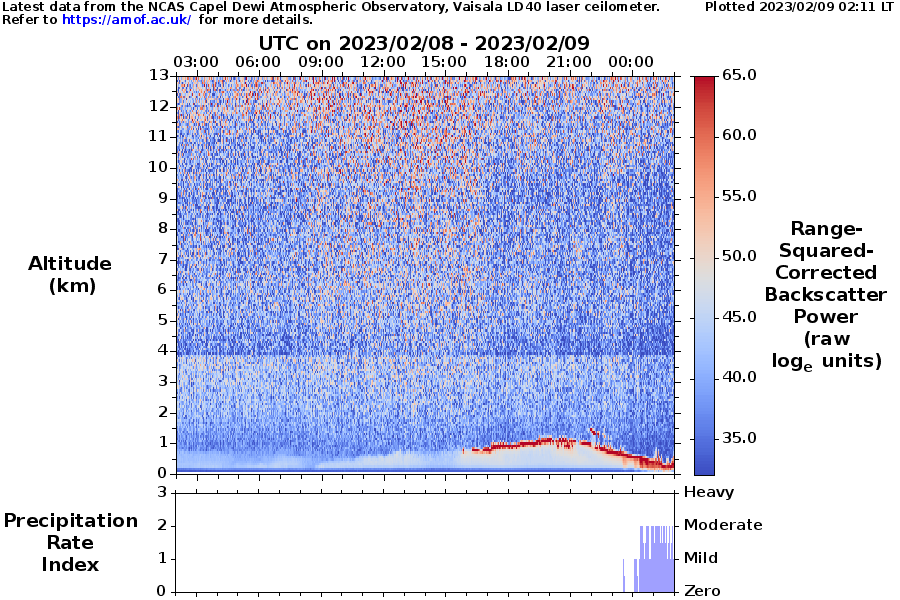 Latest data from the NCAS Capel Dewi Atmospheric Observatory, Vaisala LD40 laser ceilometer. Plotted 2023/02/09 02:11 LT
Refer to https://amof.ac.uk/ for more details.
UTC on 2023/02/08 - 2023/02/09
03:00 06:00 09:00 12:00 15:00 18:00 21:00 00:00
13
12
11
10
9
8
7
6
5
4
3
2
1
0
Altitude
(km)
65.0
60.0
55.0
50.0
45.0
40.0
35.0
Range-
Squared-
Corrected
Backscatter
Power
(raw
logₑ units)
3
2
1
0
Precipitation
Rate
Index
Heavy
Moderate
Mild
Zero